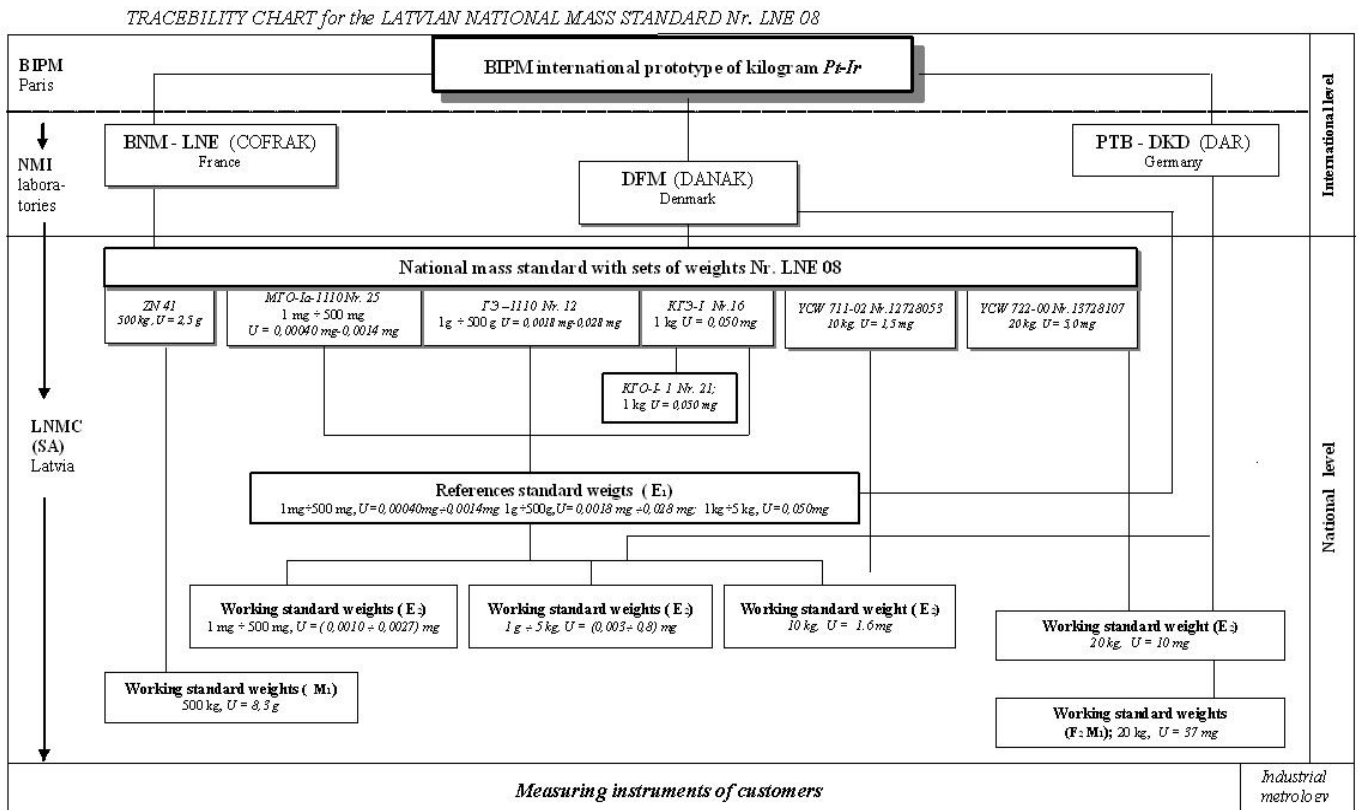 TRACEBILITY CHART for the LATVIAN NATIONAL MASS STANDARD Nr. LNE 08
BIPM
Paris
BIPM international prototype of kilogram Pt-Ir
International level
NMI
labora-
tories
BNM - LNE (COFRAK)
France
DFM (DANAK)
Denmark
PTB - DKD (DAR)
Germany
National mass standard with sets of weights Nr. LNE 08
ZN 41
500 kg, U = 2,5 g
МГО-Iа-1110 Nr. 25
1 mg ÷ 500 mg
U = 0,00040 mg-0,0014 mg
ГЭ-1110 Nr. 12
1g ÷ 500 g U = 0,0018 mg-0,028 mg
КГЭ-I Nr.16
1 kg U = 0,050 mg
YCW 711-02 Nr.12728053
10 kg. U = 1,5 mg
YCW 722-00 Nr.13728107
20 kg. U = 3,0 mg
КГО-I- 1 Nr. 21;
1 kg U = 0,050 mg
LNMC
(SA)
Latvia
National level
References standard weigts ( E₁)
1mg÷500 mg, U = 0,00040mg÷0,0014mg 1g÷500g, U = 0,0018 mg ÷0,028 mg; 1kg÷5 kg, U=0,050mg
Working standard weights ( E₂)
1 mg ÷ 500 mg, U = ( 0,0010 ÷ 0,0027) mg
Working standard weights ( E₂)
1 g ÷ 5 kg, U = (0,003÷ 0,8) mg
Working standard weight ( E₂)
10 kg, U = 1.6 mg
Working standard weight (E₂)
20 kg, U = 10 mg
Working standard weights ( M₁)
500 kg, U = 8,3 g
Working standard weights
(F₂ M₁); 20 kg, U = 37 mg
Measuring instruments of customers
Industrial
metrology